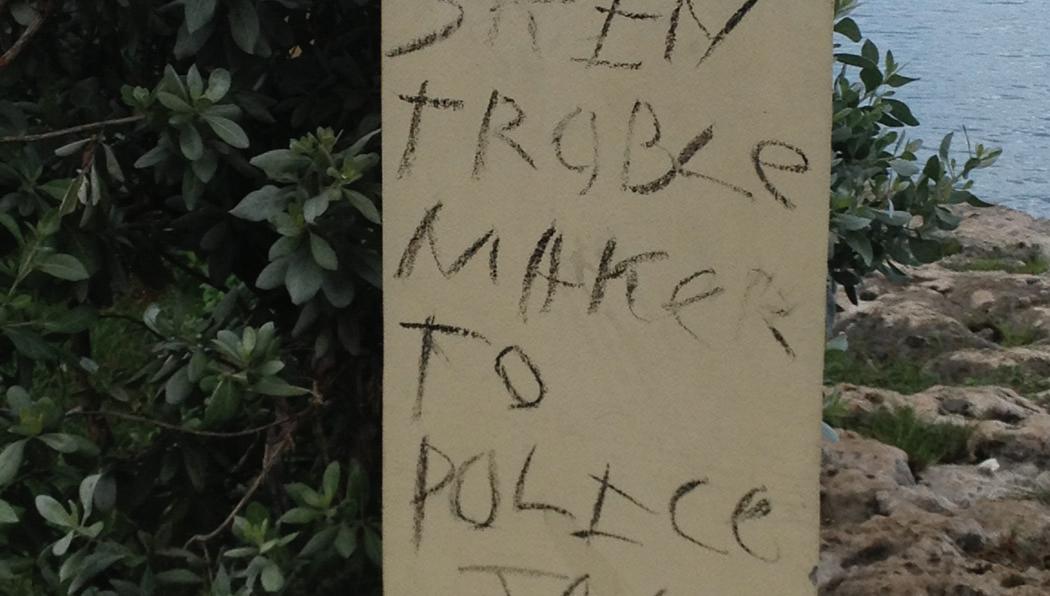 TROBLe
MAKeR
TO
POLICe